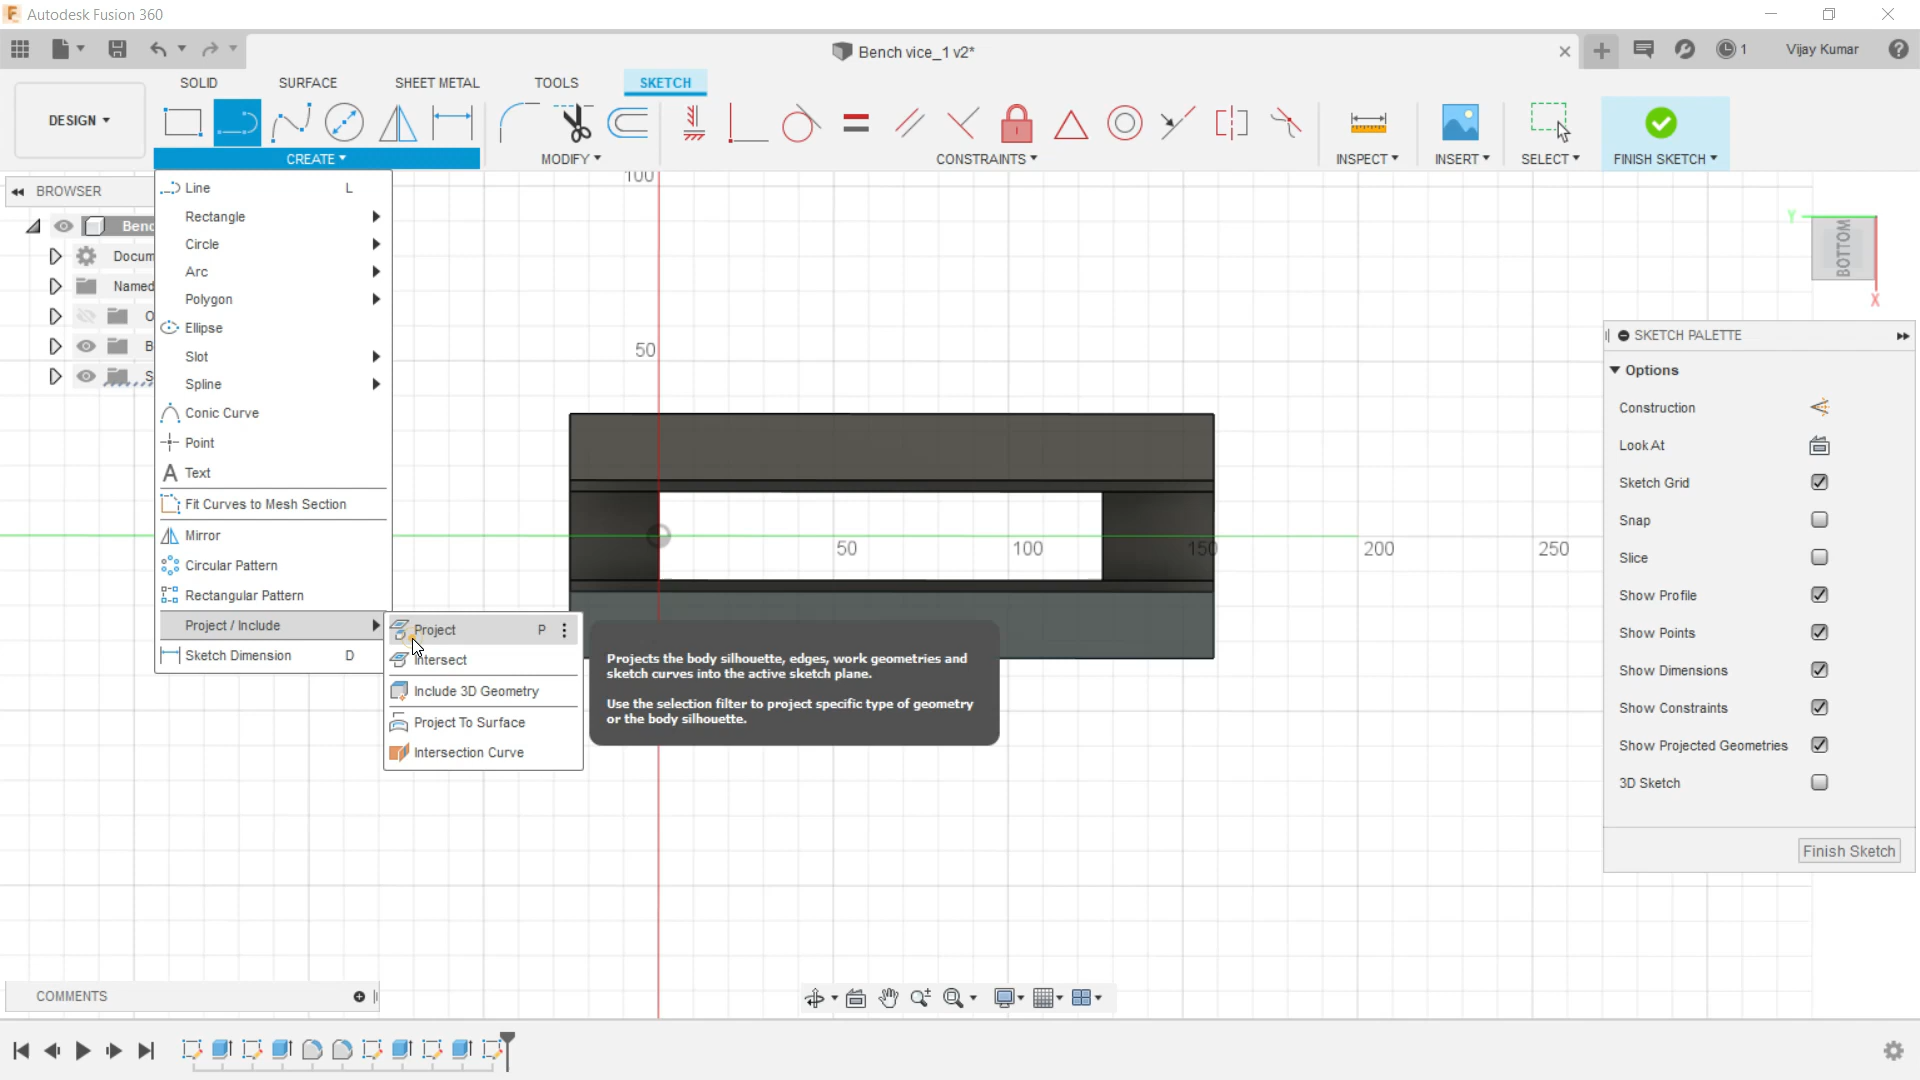 Autodesk Fusion 360
Bench vice_1 v2*
1
Vijay Kumar
SOLID
SURFACE
SHEET METAL
TOOLS
SKETCH
DESIGN
CREATE
MODIFY
CONSTRAINTS
INSPECT
INSERT
SELECT
FINISH SKETCH
BROWSER
Benc
Docum
Named
O
B
S
Line L
Rectangle
Circle
Arc
Polygon
Ellipse
Slot
Spline
Conic Curve
Point
Text
Fit Curves to Mesh Section
Mirror
Circular Pattern
Rectangular Pattern
Project / Include
Sketch Dimension D
Project P
Intersect
Include 3D Geometry
Project To Surface
Intersection Curve
Projects the body silhouette, edges, work geometries and
sketch curves into the active sketch plane.
Use the selection filter to project specific type of geometry
or the body silhouette.
100
50
50
100
150
200
250
Y
BOTTOM
X
SKETCH PALETTE
Options
Construction
Look At
Sketch Grid
Snap
Slice
Show Profile
Show Points
Show Dimensions
Show Constraints
Show Projected Geometries
3D Sketch
Finish Sketch
COMMENTS